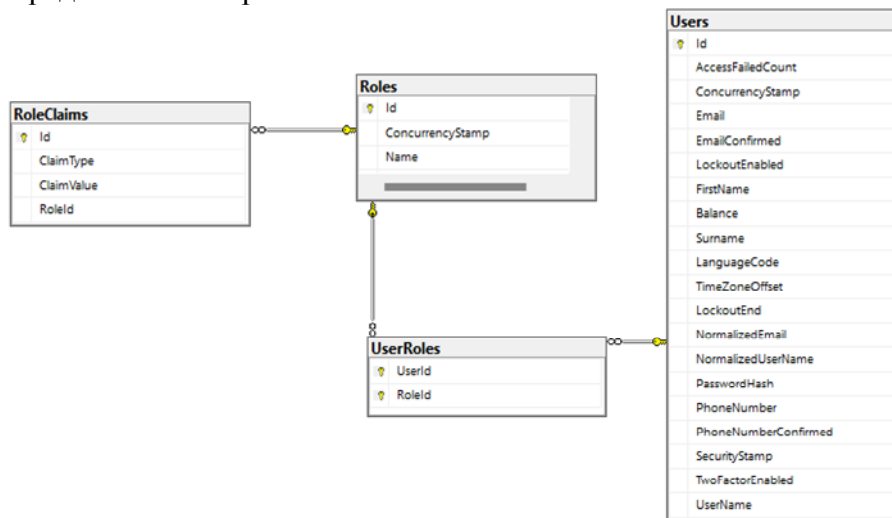 RoleClaims
Id
ClaimType
ClaimValue
RoleId
Roles
Id
ConcurrencyStamp
Name
UserRoles
UserId
RoleId
Users
Id
AccessFailedCount
ConcurrencyStamp
Email
EmailConfirmed
LockoutEnabled
FirstName
Balance
Surname
LanguageCode
TimeZoneOffset
LockoutEnd
NormalizedEmail
NormalizedUserName
PasswordHash
PhoneNumber
PhoneNumberConfirmed
SecurityStamp
TwoFactorEnabled
UserName